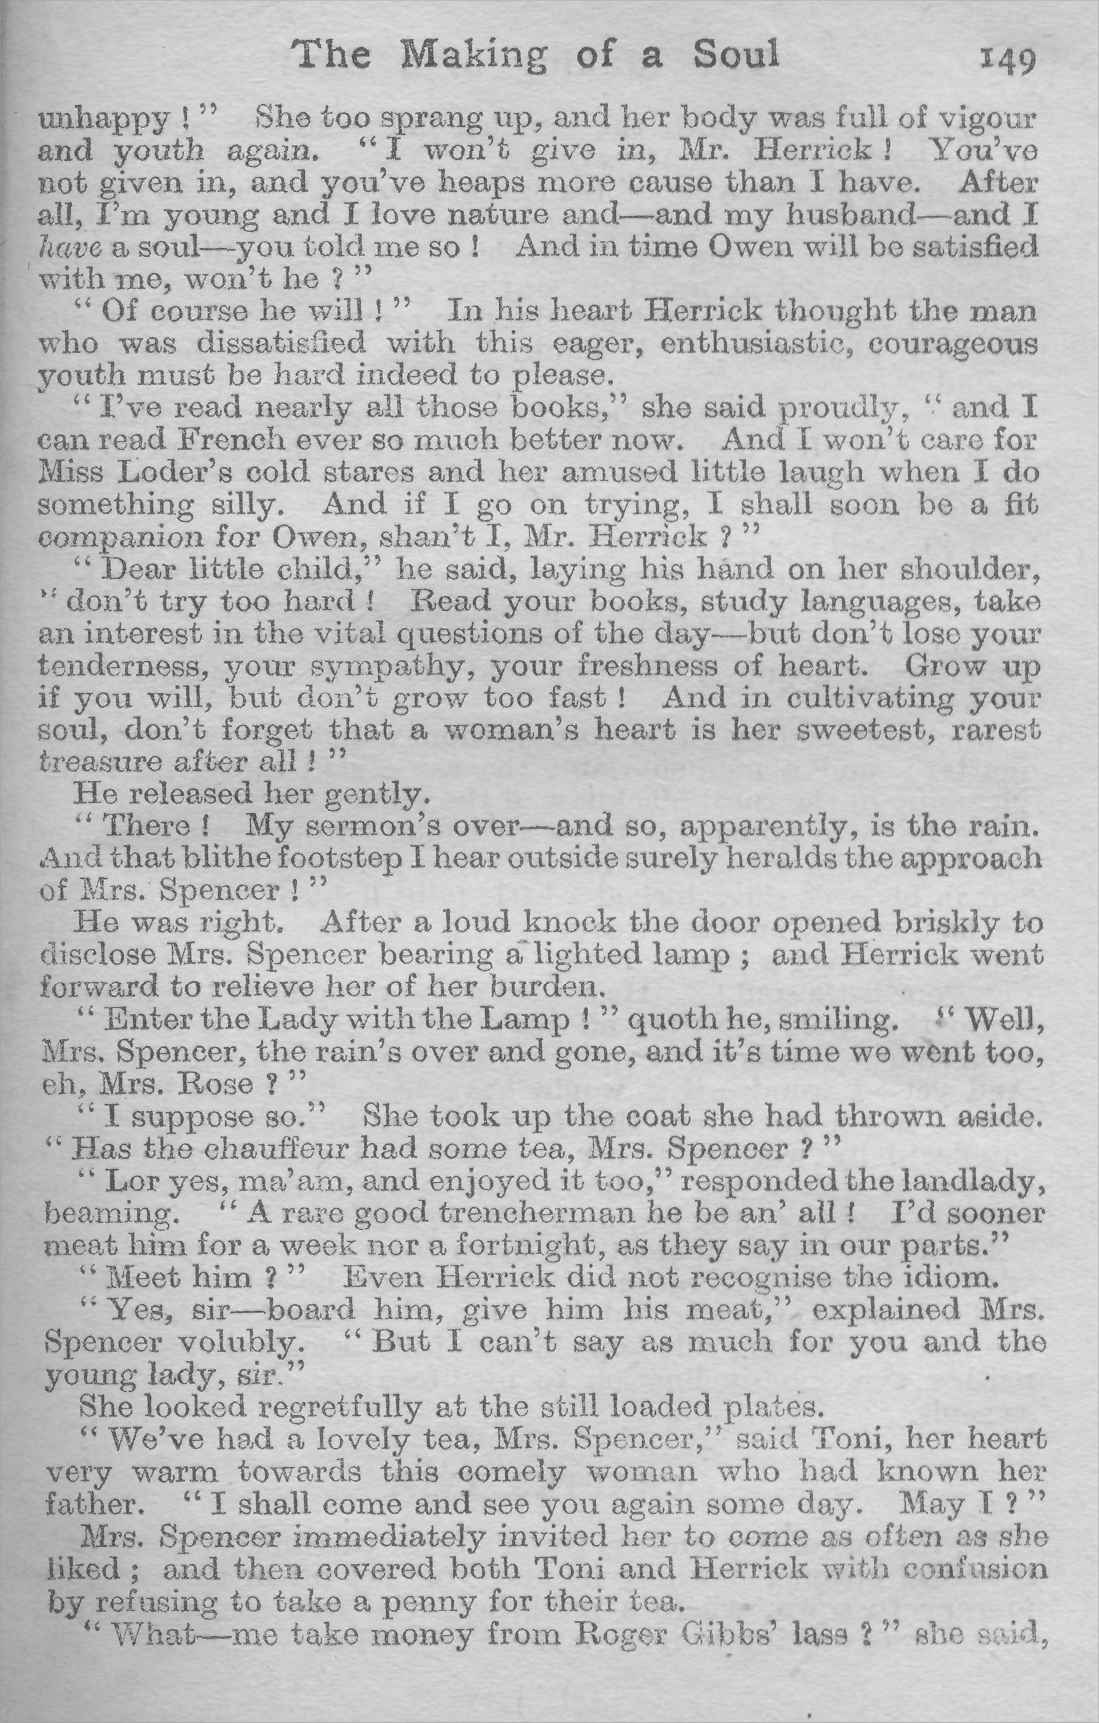 The Making of a Soul 149
unhappy ! ” She too sprang up, and her body was full of vigour
and youth again. “ I won’t give in, Mr. Herrick ! You’ve
not given in, and you’ve heaps more cause than I have. After
all, I’m young and I love nature and—and my husband—and I
have a soul—you told me so ! And in time Owen will be satisfied
with me, won’t he ? ”
“ Of course he will ! ” In his heart Herrick thought the man
who was dissatisfied with this eager, enthusiastic, courageous
youth must be hard indeed to please.
“ I’ve read nearly all those books,” she said proudly, “ and I
can read French ever so much better now. And I won’t care for
Miss Loder’s cold stares and her amused little laugh when I do
something silly. And if I go on trying, I shall soon be a fit
companion for Owen, shan’t I, Mr. Herrick ? ”
“ Dear little child,” he said, laying his hand on her shoulder,
“ don’t try too hard ! Read your books, study languages, take
an interest in the vital questions of the day—but don’t lose your
tenderness, your sympathy, your freshness of heart. Grow up
if you will, but don’t grow too fast ! And in cultivating your
soul, don’t forget that a woman’s heart is her sweetest, rarest
treasure after all ! ”
He released her gently.
“ There ! My sermon’s over—and so, apparently, is the rain.
And that blithe footstep I hear outside surely heralds the approach
of Mrs. Spencer ! ”
He was right. After a loud knock the door opened briskly to
disclose Mrs. Spencer bearing a lighted lamp ; and Herrick went
forward to relieve her of her burden.
“ Enter the Lady with the Lamp ! ” quoth he, smiling. “ Well,
Mrs. Spencer, the rain’s over and gone, and it’s time we went too,
eh, Mrs. Rose ? ”
“ I suppose so.” She took up the coat she had thrown aside.
“ Has the chauffeur had some tea, Mrs. Spencer ? ”
“ Lor yes, ma’am, and enjoyed it too,” responded the landlady,
beaming. “ A rare good trencherman he be an’ all ! I’d sooner
meat him for a week nor a fortnight, as they say in our parts.”
“ Meet him ? ” Even Herrick did not recognise the idiom.
“ Yes, sir—board him, give him his meat,” explained Mrs.
Spencer volubly. “ But I can’t say as much for you and the
young lady, sir.”
She looked regretfully at the still loaded plates.
“ We’ve had a lovely tea, Mrs. Spencer,” said Toni, her heart
very warm towards this comely woman who had known her
father. “ I shall come and see you again some day. May I ? ”
Mrs. Spencer immediately invited her to come as often as she
liked ; and then covered both Toni and Herrick with confusion
by refusing to take a penny for their tea.
“ What—me take money from Roger Gibbs’ lass ? ” she said,